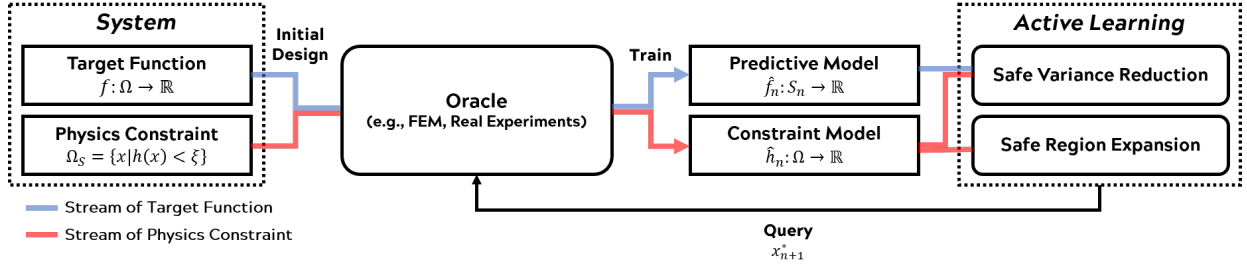 System
Target Function
f: Ω → ℝ
Physics Constraint
Ω_S = {x|h(x) < ξ}
Initial
Design
Oracle
(e.g., FEM, Real Experiments)
Train
Predictive Model
f̂_n: S_n → ℝ
Constraint Model
ĥ_n: Ω → ℝ
Active Learning
Safe Variance Reduction
Safe Region Expansion
Stream of Target Function
Stream of Physics Constraint
Query
x*_{n+1}